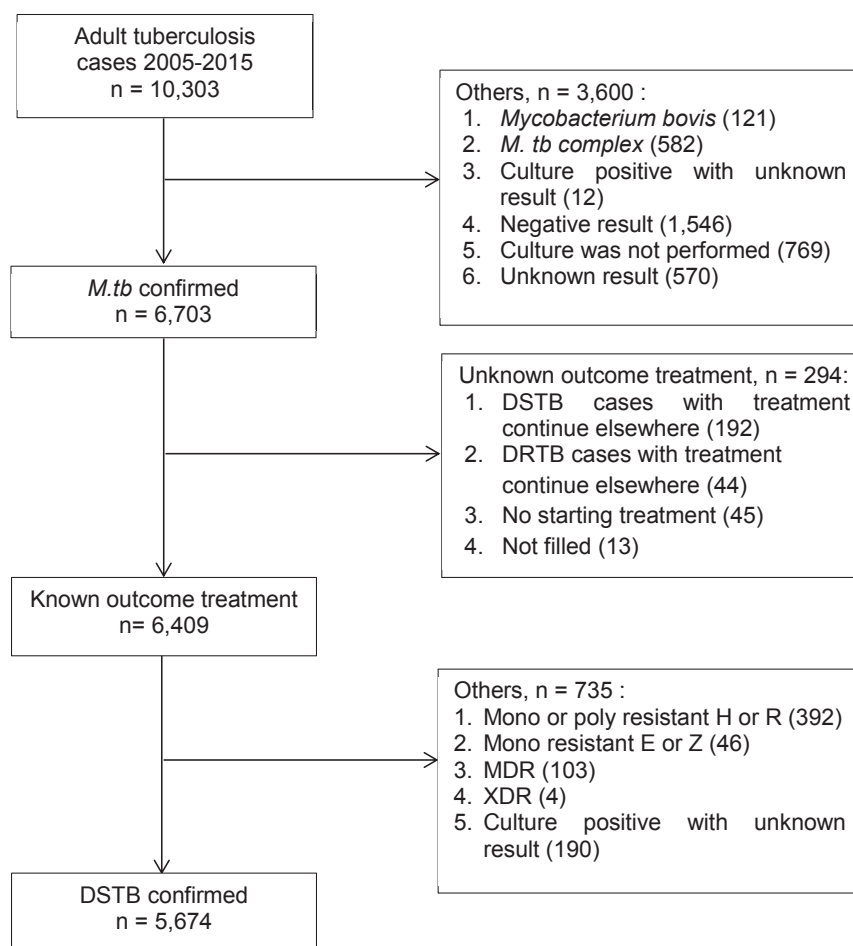 Adult tuberculosis
cases 2005-2015
n = 10,303
Others, n = 3,600 :
1. Mycobacterium bovis (121)
2. M. tb complex (582)
3. Culture positive with unknown
result (12)
4. Negative result (1,546)
5. Culture was not performed (769)
6. Unknown result (570)
M.tb confirmed
n = 6,703
Unknown outcome treatment, n = 294:
1. DSTB cases with treatment
continue elsewhere (192)
2. DRTB cases with treatment
continue elsewhere (44)
3. No starting treatment (45)
4. Not filled (13)
Known outcome treatment
n= 6,409
Others, n = 735 :
1. Mono or poly resistant H or R (392)
2. Mono resistant E or Z (46)
3. MDR (103)
4. XDR (4)
5. Culture positive with unknown
result (190)
DSTB confirmed
n = 5,674